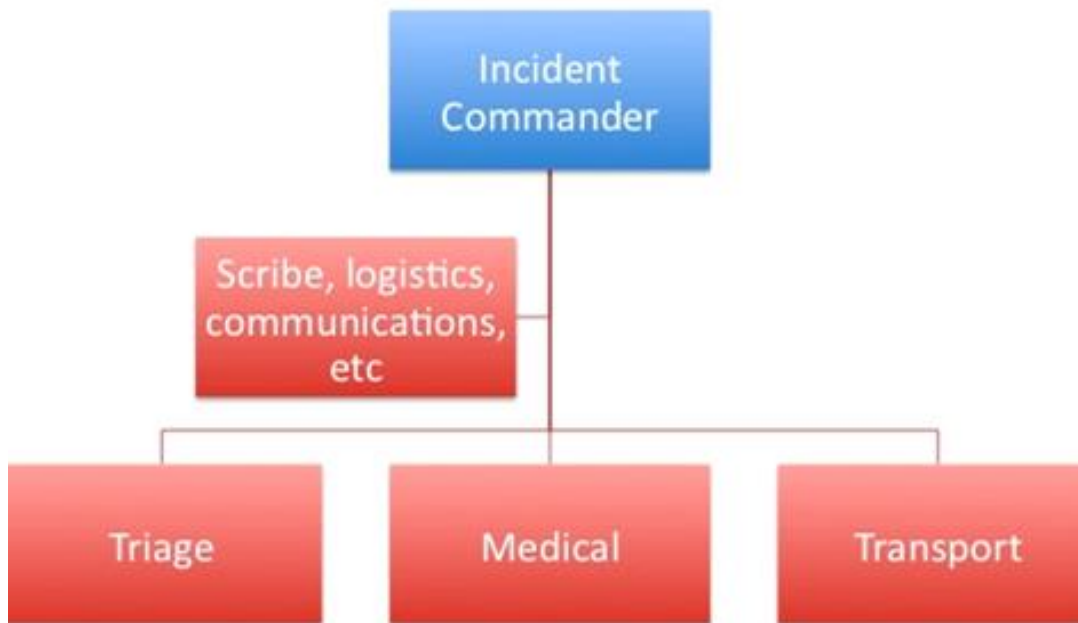 Incident
Commander
Scribe, logistics,
communications,
etc
Triage
Medical
Transport